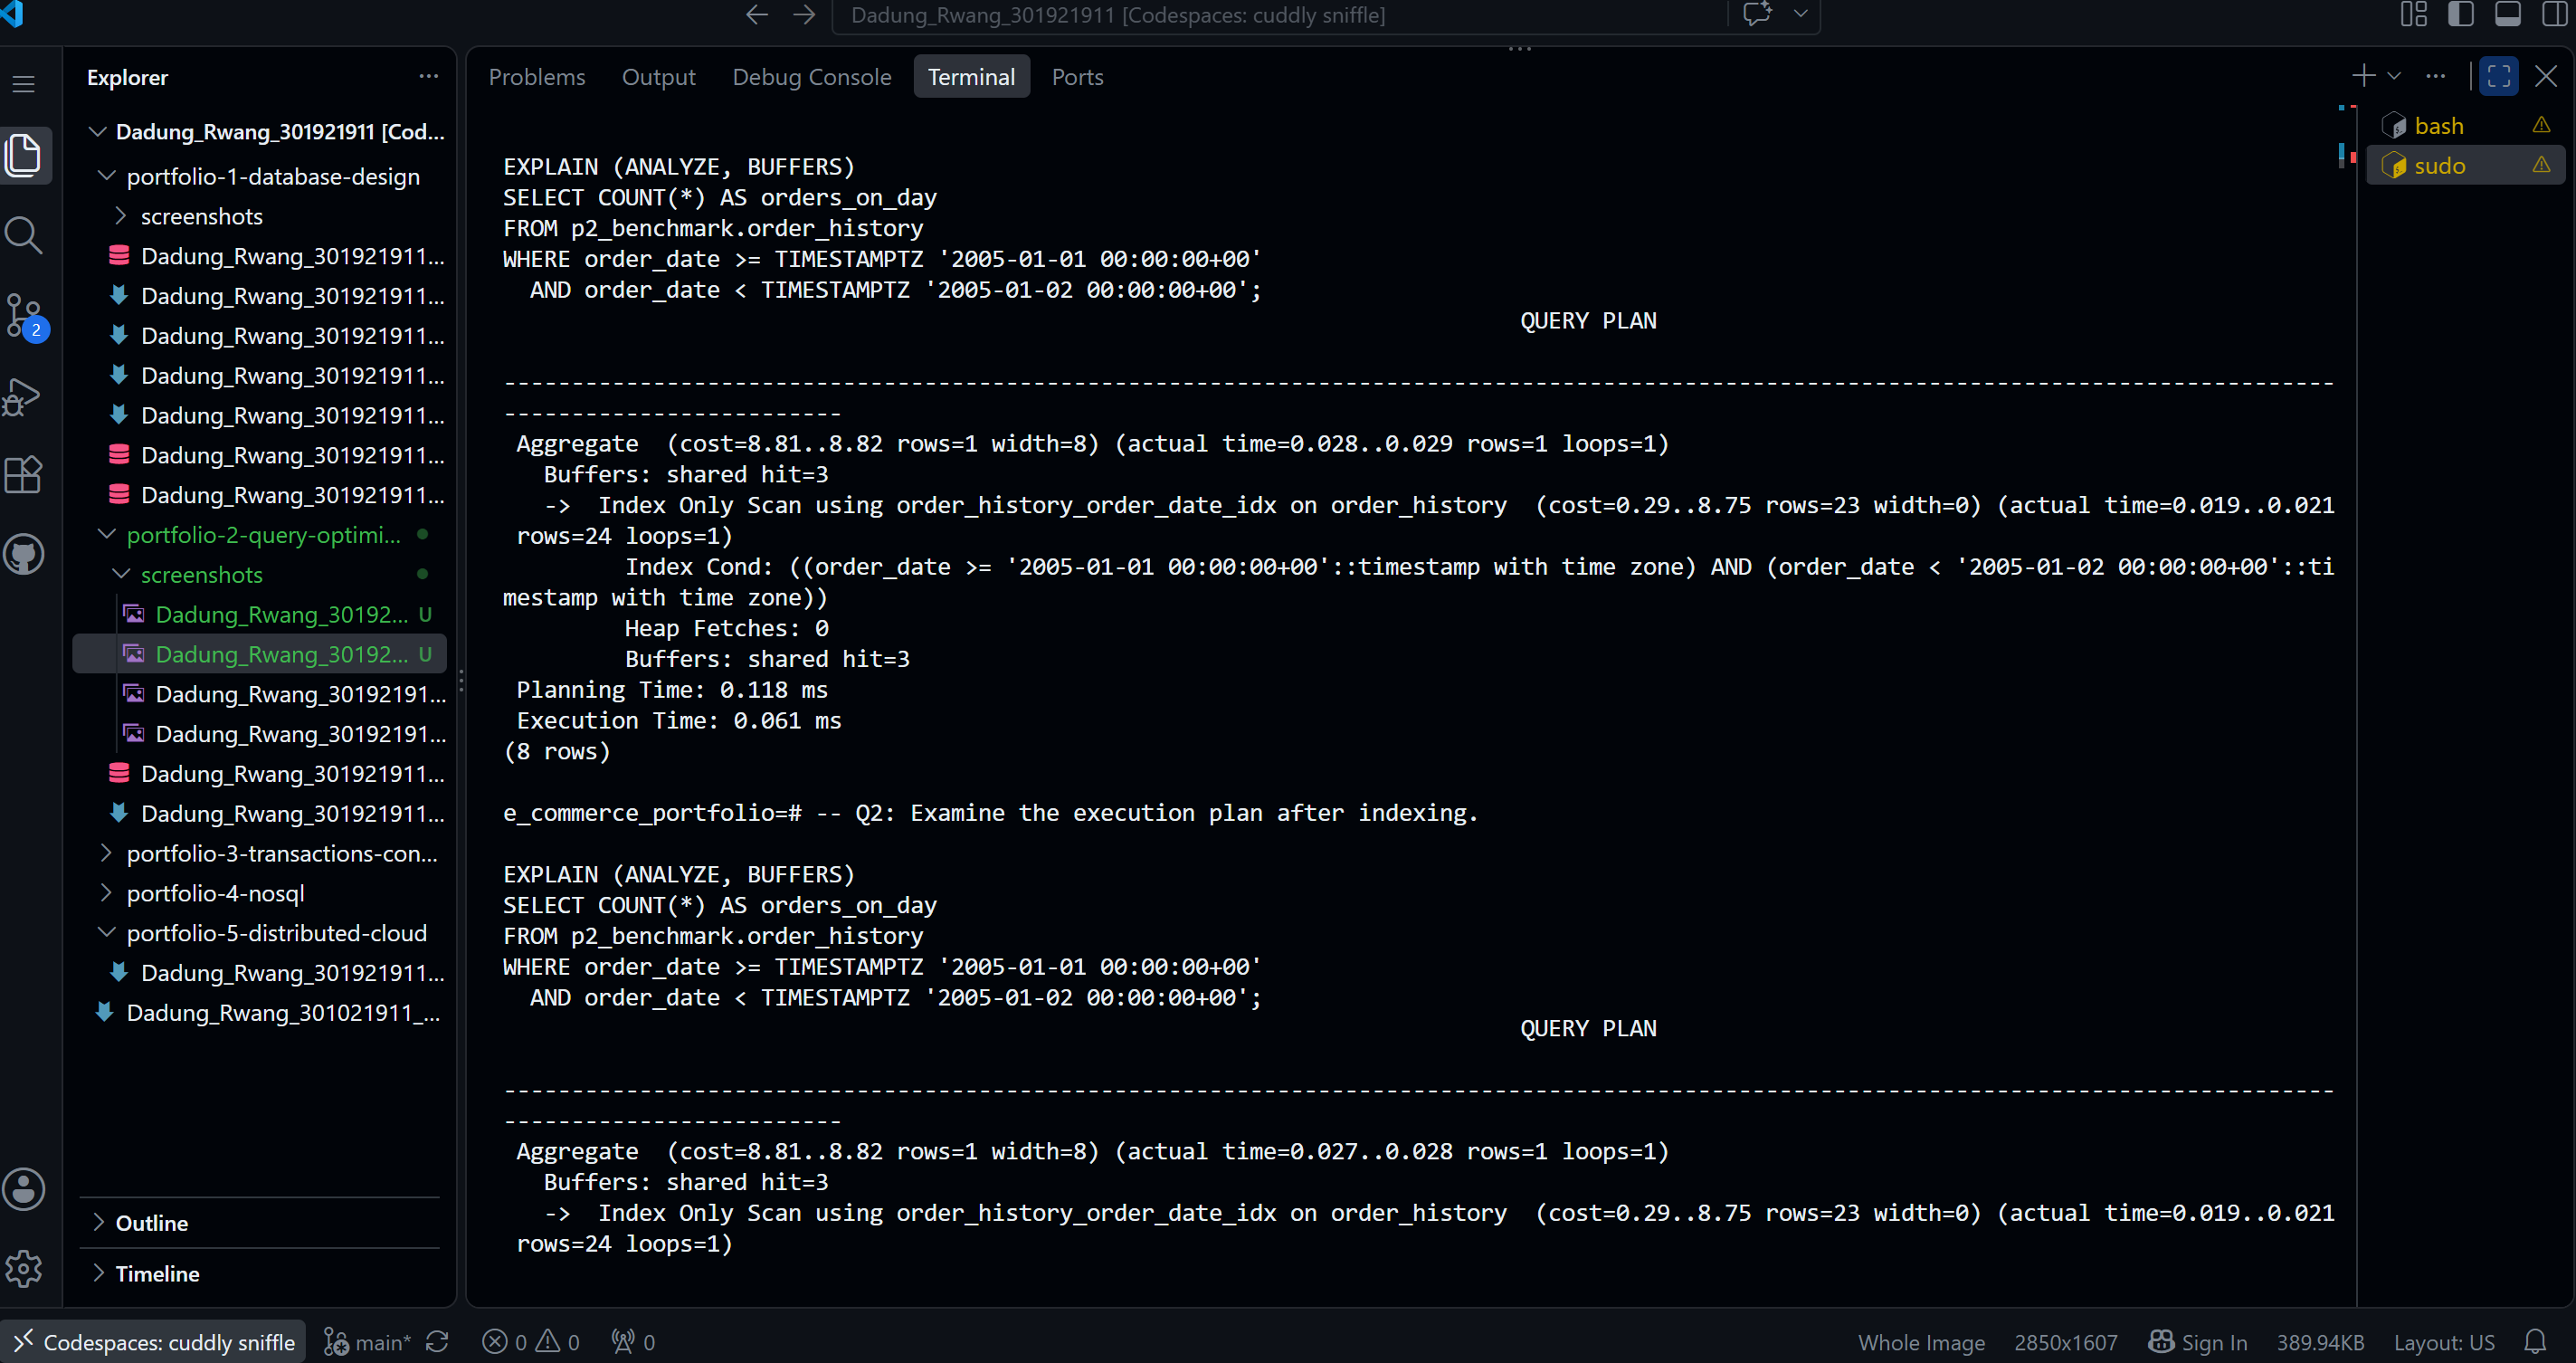 Dadung_Rwang_301921911 [Codespaces: cuddly sniffle]
Explorer
Dadung_Rwang_301921911 [Cod...
portfolio-1-database-design
screenshots
Dadung_Rwang_301921911...
Dadung_Rwang_301921911...
Dadung_Rwang_301921911...
Dadung_Rwang_301921911...
Dadung_Rwang_301921911...
Dadung_Rwang_301921911...
Dadung_Rwang_301921911...
portfolio-2-query-optimi...
screenshots
Dadung_Rwang_30192... U
Dadung_Rwang_30192... U
Dadung_Rwang_30192191...
Dadung_Rwang_30192191...
Dadung_Rwang_301921911...
Dadung_Rwang_301921911...
portfolio-3-transactions-con...
portfolio-4-nosql
portfolio-5-distributed-cloud
Dadung_Rwang_301921911...
Dadung_Rwang_301021911_...
Outline
Timeline
2
Problems Output Debug Console Terminal Ports
bash
sudo
EXPLAIN (ANALYZE, BUFFERS)
SELECT COUNT(*) AS orders_on_day
FROM p2_benchmark.order_history
WHERE order_date >= TIMESTAMPTZ '2005-01-01 00:00:00+00'
  AND order_date < TIMESTAMPTZ '2005-01-02 00:00:00+00';
QUERY PLAN
---------------------------------------------------------------------------------------------------------------------------------------
-------------------------
Aggregate  (cost=8.81..8.82 rows=1 width=8) (actual time=0.028..0.029 rows=1 loops=1)
Buffers: shared hit=3
->  Index Only Scan using order_history_order_date_idx on order_history  (cost=0.29..8.75 rows=23 width=0) (actual time=0.019..0.021
rows=24 loops=1)
Index Cond: ((order_date >= '2005-01-01 00:00:00+00'::timestamp with time zone) AND (order_date < '2005-01-02 00:00:00+00'::ti
mestamp with time zone))
Heap Fetches: 0
Buffers: shared hit=3
Planning Time: 0.118 ms
Execution Time: 0.061 ms
(8 rows)
e_commerce_portfolio=# -- Q2: Examine the execution plan after indexing.
EXPLAIN (ANALYZE, BUFFERS)
SELECT COUNT(*) AS orders_on_day
FROM p2_benchmark.order_history
WHERE order_date >= TIMESTAMPTZ '2005-01-01 00:00:00+00'
  AND order_date < TIMESTAMPTZ '2005-01-02 00:00:00+00';
QUERY PLAN
---------------------------------------------------------------------------------------------------------------------------------------
-------------------------
Aggregate  (cost=8.81..8.82 rows=1 width=8) (actual time=0.027..0.028 rows=1 loops=1)
Buffers: shared hit=3
->  Index Only Scan using order_history_order_date_idx on order_history  (cost=0.29..8.75 rows=23 width=0) (actual time=0.019..0.021
rows=24 loops=1)
Codespaces: cuddly sniffle main* 0 0 0 Whole Image 2850x1607 Sign In 389.94KB Layout: US